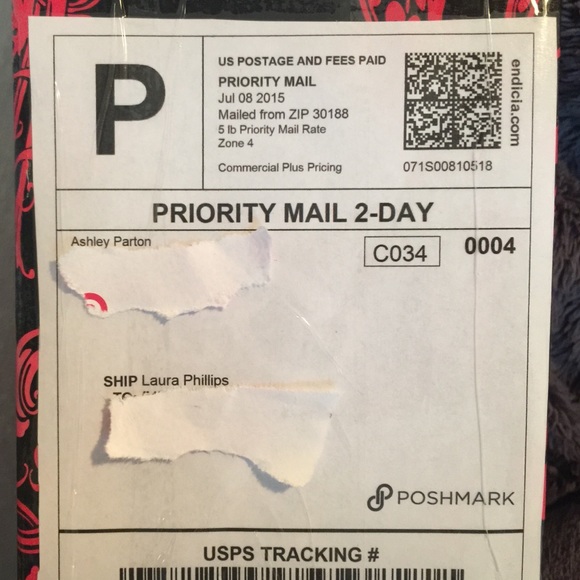 P
US POSTAGE AND FEES PAID
PRIORITY MAIL
Jul 08 2015
Mailed from ZIP 30188
5 lb Priority Mail Rate
Zone 4
Commercial Plus Pricing
071S00810518
endicia.com
PRIORITY MAIL 2-DAY
Ashley Parton
C034
0004
SHIP Laura Phillips
TO:
POSHMARK
USPS TRACKING #